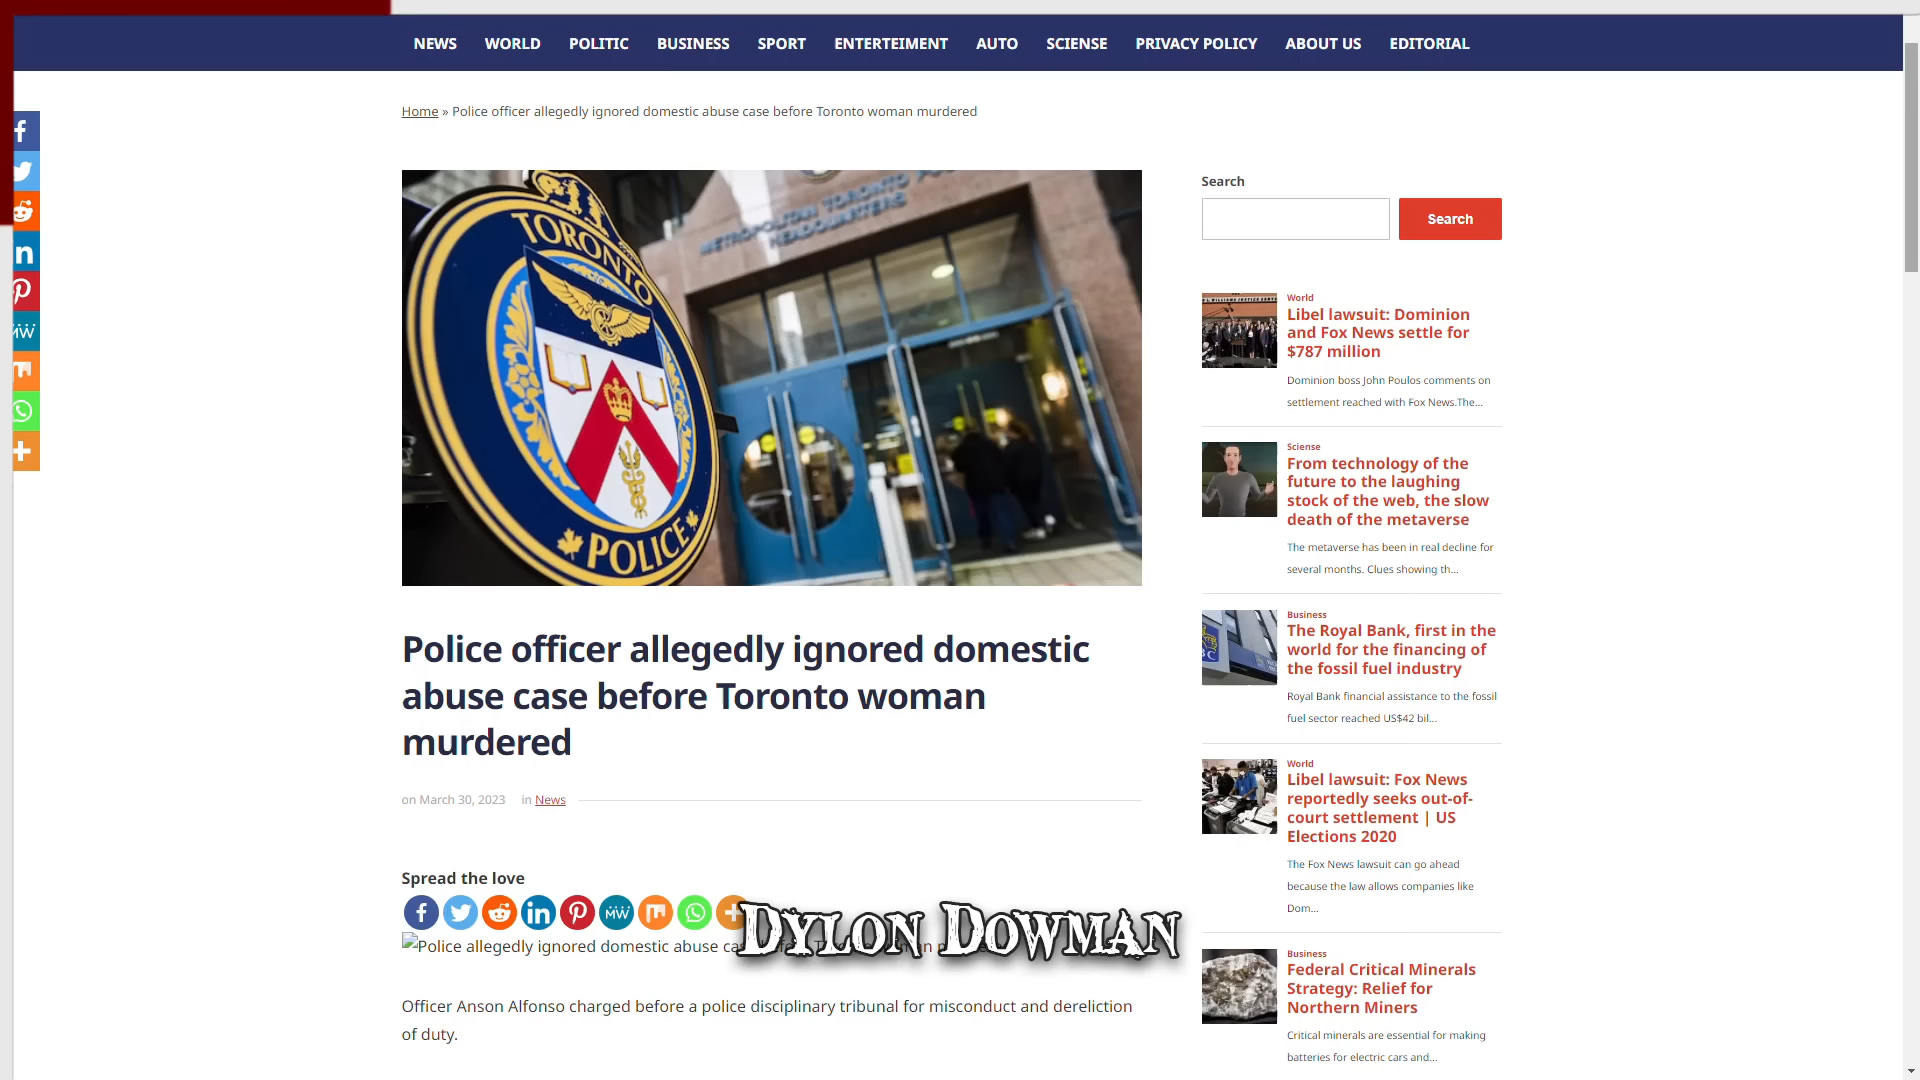 NEWS WORLD POLITIC BUSINESS SPORT ENTERTEIMENT AUTO SCIENSE PRIVACY POLICY ABOUT US EDITORIAL
Home » Police officer allegedly ignored domestic abuse case before Toronto woman murdered
METROPOLITAN TORONTO
HEADQUARTERS
TORONTO
POLICE
Police officer allegedly ignored domestic
abuse case before Toronto woman
murdered
on March 30, 2023 in News
Spread the love
Police allegedly ignored domestic abuse
Dylon Dowman
Officer Anson Alfonso charged before a police disciplinary tribunal for misconduct and dereliction
of duty.
Search
Search
World
Libel lawsuit: Dominion
and Fox News settle for
$787 million
Dominion boss John Poulos comments on
settlement reached with Fox News.The...
Sciense
From technology of the
future to the laughing
stock of the web, the slow
death of the metaverse
The metaverse has been in real decline for
several months. Clues showing th...
Business
The Royal Bank, first in the
world for the financing of
the fossil fuel industry
Royal Bank financial assistance to the fossil
fuel sector reached US$42 bil...
World
Libel lawsuit: Fox News
reportedly seeks out-of-
court settlement | US
Elections 2020
The Fox News lawsuit can go ahead
because the law allows companies like
Dom...
Business
Federal Critical Minerals
Strategy: Relief for
Northern Miners
Critical minerals are essential for making
batteries for electric cars and...